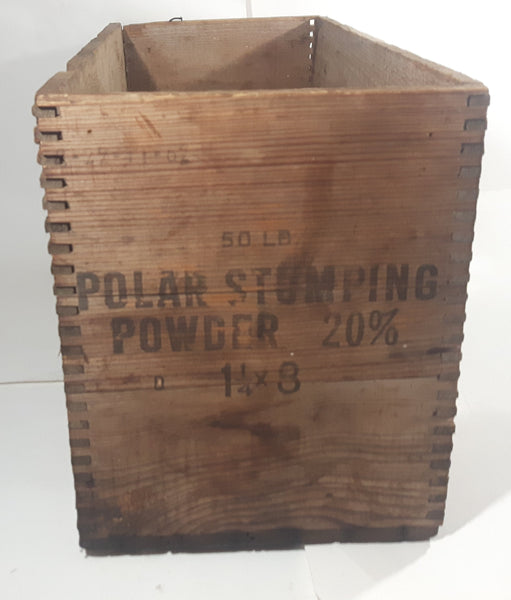 50 LB.
POLAR STUMPING
POWDER 20%
D 1¼ x 8